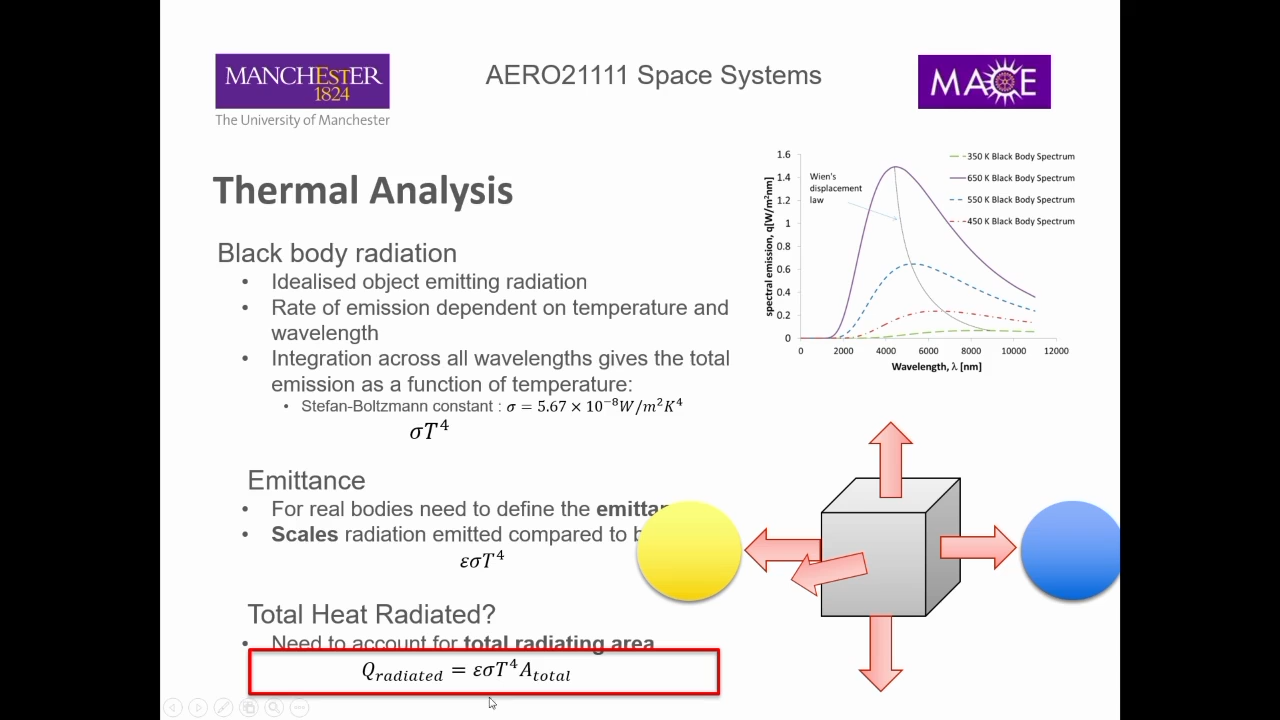 MANCHESTER
1824
The University of Manchester
AERO21111 Space Systems
MACE
Thermal Analysis
Black body radiation
• Idealised object emitting radiation
• Rate of emission dependent on temperature and
wavelength
• Integration across all wavelengths gives the total
emission as a function of temperature:
• Stefan-Boltzmann constant : σ = 5.67 × 10⁻⁸W/m²K⁴
σT⁴
Emittance
• For real bodies need to define the
• Scales radiation emitted compared to
εσT⁴
Total Heat Radiated?
• Need to account for total radiating area
Q_radiated = εσT⁴A_total
1.6
1.4
1.2
1
0.8
0.6
0.4
0.2
0
spectral emission, q[W/m²nm]
Wien's
displacement
law
350 K Black Body Spectrum
650 K Black Body Spectrum
550 K Black Body Spectrum
450 K Black Body Spectrum
0 2000 4000 6000 8000 10000 12000
Wavelength, λ [nm]